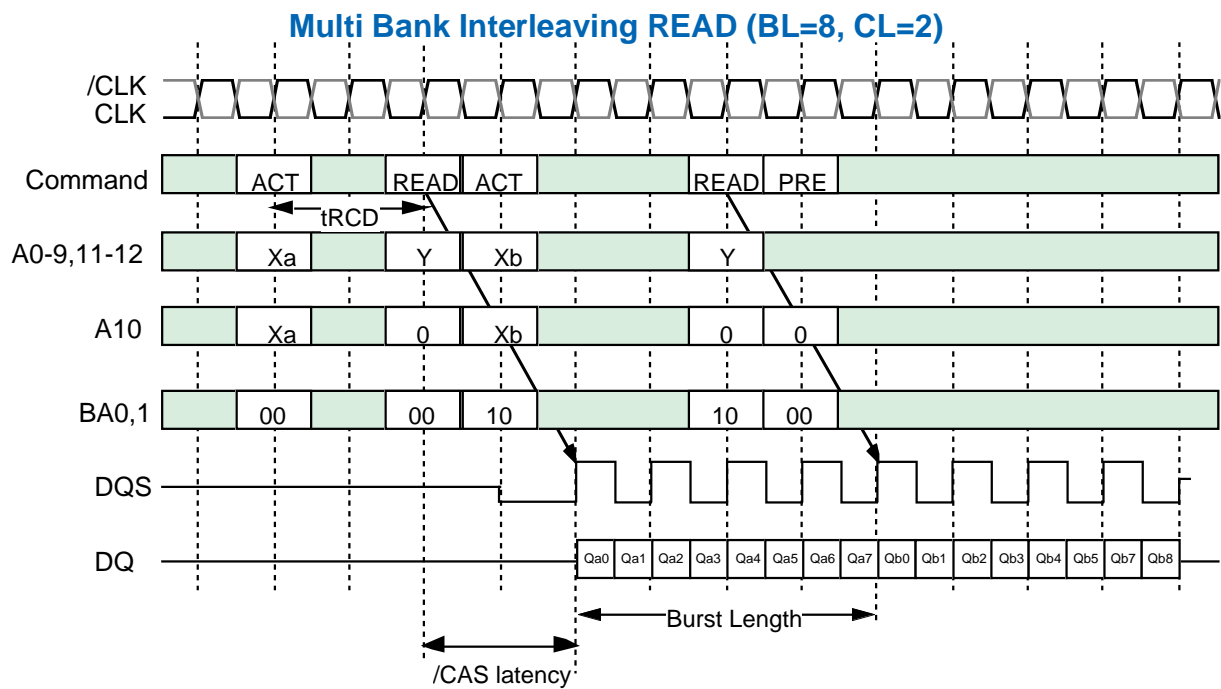 Multi Bank Interleaving READ (BL=8, CL=2)
/CLK
CLK
Command ACT READ ACT READ PRE
tRCD
A0-9,11-12 Xa Y Xb Y
A10 Xa 0 Xb 0 0
BA0,1 00 00 10 10 00
DQS
DQ Qa0 Qa1 Qa2 Qa3 Qa4 Qa5 Qa6 Qa7 Qb0 Qb1 Qb2 Qb3 Qb4 Qb5 Qb7 Qb8
Burst Length
/CAS latency